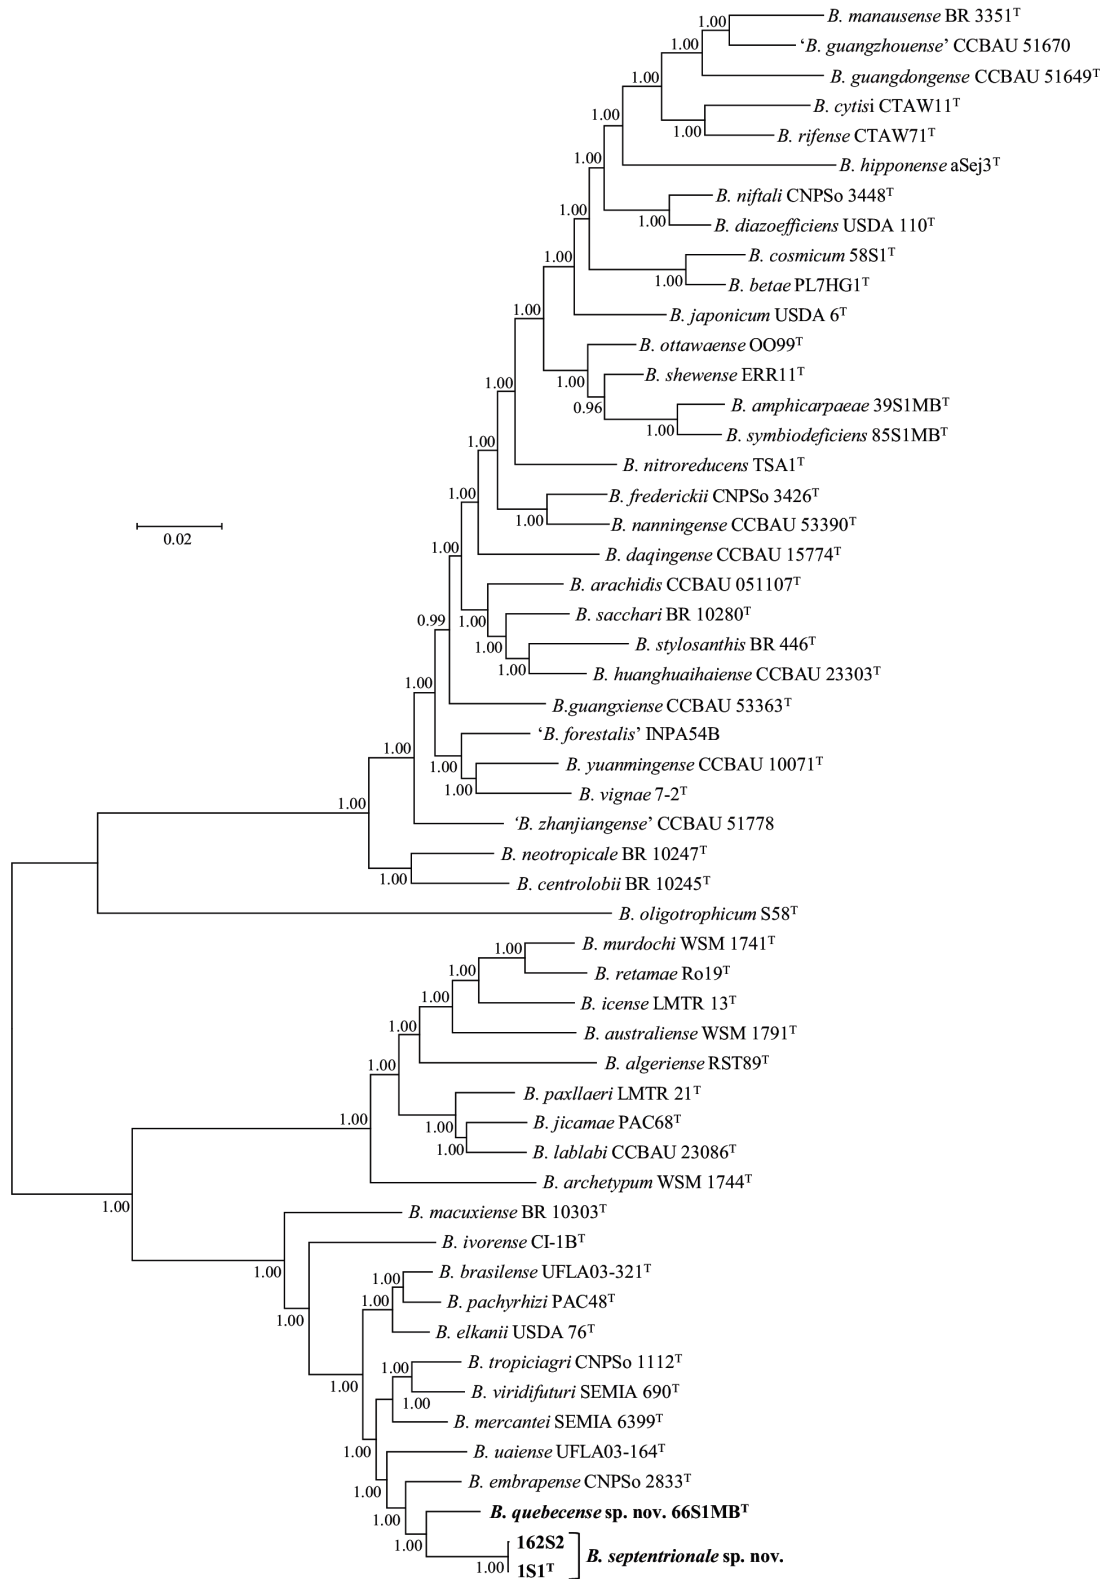 1.00
B. manausense BR 3351T
1.00
'B. guangzhouense' CCBAU 51670
1.00
B. guangdongense CCBAU 51649T
1.00
B. cytisi CTAW11T
1.00
B. rifense CTAW71T
1.00
B. hipponense aSej3T
1.00
B. niftali CNPSo 3448T
1.00
B. diazoefficiens USDA 110T
1.00
B. cosmicum 58S1T
1.00
B. betae PL7HG1T
1.00
B. japonicum USDA 6T
1.00
B. ottawaense OO99T
1.00
B. shewense ERR11T
0.96
B. amphicarpaeae 39S1MBT
1.00
B. symbiodeficiens 85S1MBT
1.00
B. nitroreducens TSA1T
1.00
B. frederickii CNPSo 3426T
1.00
B. nanningense CCBAU 53390T
0.02
1.00
B. daqingense CCBAU 15774T
1.00
B. arachidis CCBAU 051107T
1.00
B. sacchari BR 10280T
0.99
B. stylosanthis BR 446T
1.00
1.00
B. huanghuaihaiense CCBAU 23303T
1.00
B.guangxiense CCBAU 53363T
'B. forestalis' INPA54B
1.00
B. yuanmingense CCBAU 10071T
1.00
B. vignae 7-2T
1.00
'B. zhanjiangense' CCBAU 51778
1.00
B. neotropicale BR 10247T
1.00
B. centrolobii BR 10245T
B. oligotrophicum S58T
1.00
B. murdochi WSM 1741T
1.00
B. retamae Ro19T
1.00
B. icense LMTR 13T
1.00
B. australiense WSM 1791T
1.00
B. algeriense RST89T
B. paxllaeri LMTR 21T
1.00
B. jicamae PAC68T
1.00
1.00
B. lablabi CCBAU 23086T
B. archetypum WSM 1744T
1.00
B. macuxiense BR 10303T
B. ivorense CI-1BT
1.00
B. brasilense UFLA03-321T
1.00
1.00
B. pachyrhizi PAC48T
1.00
B. elkanii USDA 76T
B. tropiciagri CNPSo 1112T
1.00
1.00
B. viridifuturi SEMIA 690T
1.00
B. mercantei SEMIA 6399T
1.00
B. uaiense UFLA03-164T
1.00
B. embrapense CNPSo 2833T
1.00
B. quebecense sp. nov. 66S1MBT
1.00
162S2
B. septentrionale sp. nov.
1.00
1S1T